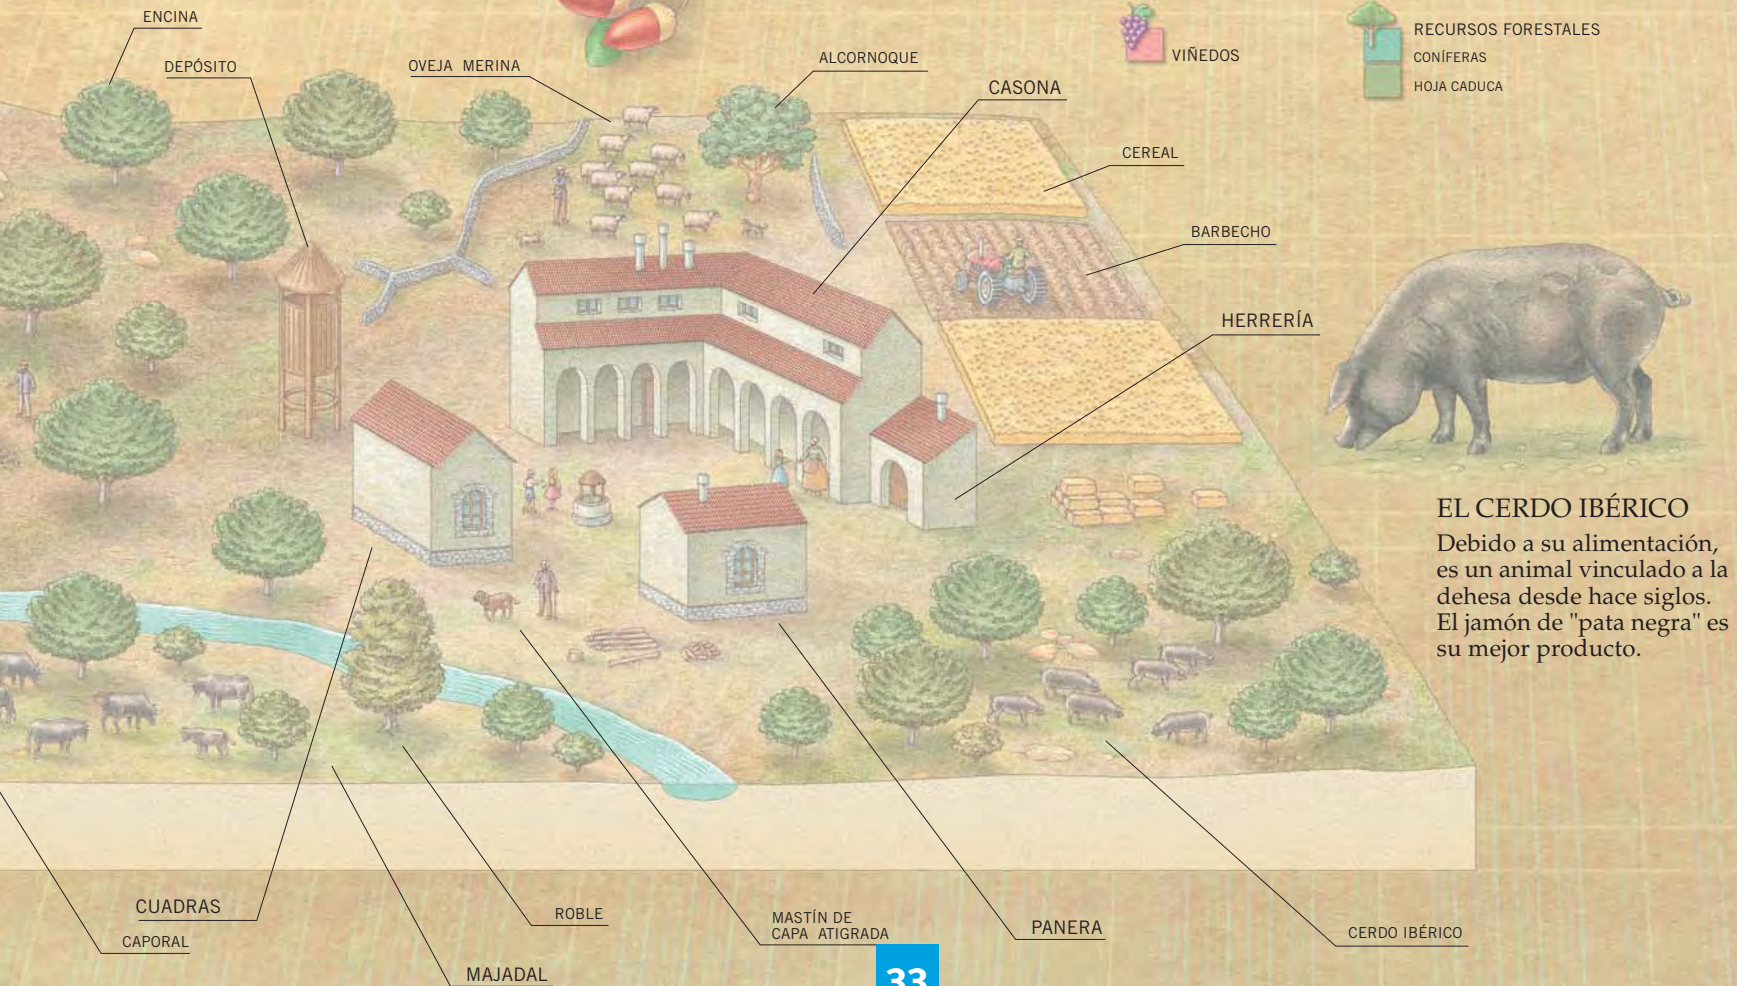 ENCINA
DEPÓSITO
OVEJA MERINA
ALCORNOQUE
CASONA
CEREAL
BARBECHO
HERRERÍA
VIÑEDOS
RECURSOS FORESTALES
CONÍFERAS
HOJA CADUCA
EL CERDO IBÉRICO
Debido a su alimentación,
es un animal vinculado a la
dehesa desde hace siglos.
El jamón de "pata negra" es
su mejor producto.
CUADRAS
CAPORAL
MAJADAL
ROBLE
MASTÍN DE
CAPA ATIGRADA
PANERA
CERDO IBÉRICO
33